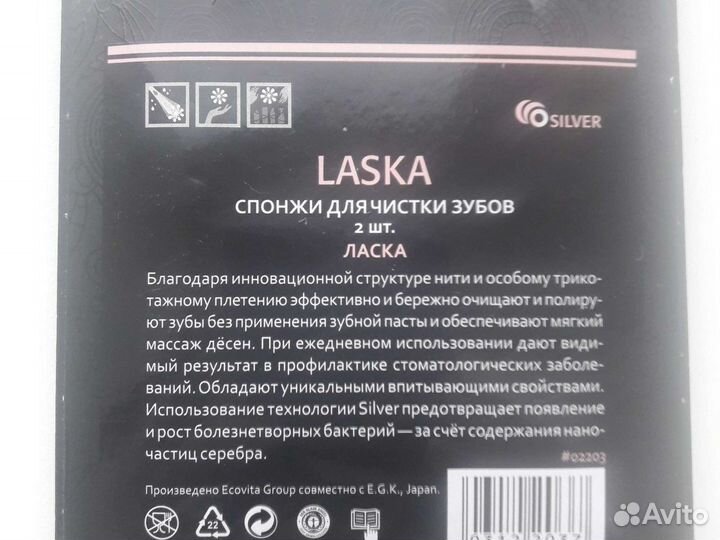 SILVER
LASKA
СПОНЖИ ДЛЯ ЧИСТКИ ЗУБОВ
2 шт.
ЛАСКА
Благодаря инновационной структуре нити и особому трико-
тажному плетению эффективно и бережно очищают и полиру-
ют зубы без применения зубной пасты и обеспечивают мягкий
массаж дёсен. При ежедневном использовании дают види-
мый результат в профилактике стоматологических заболе-
ваний. Обладают уникальными впитывающими свойствами.
Использование технологии Silver предотвращает появление
и рост болезнетворных бактерий — за счёт содержания нано-
частиц серебра.
#02203
Произведено Ecovita Group совместно с E.G.K., Japan.
22
Avito